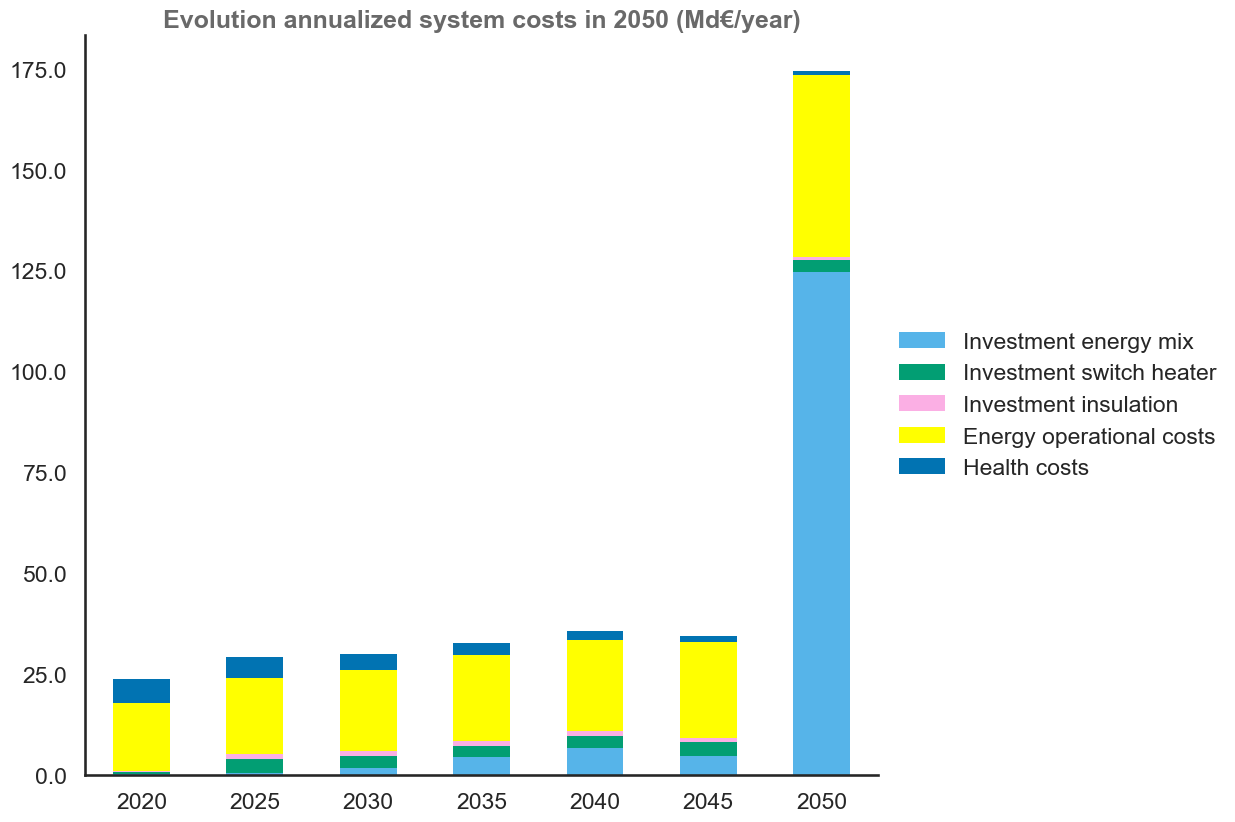 Evolution annualized system costs in 2050 (Md€/year)
175.0
150.0
125.0
100.0
75.0
50.0
25.0
0.0
2020 2025 2030 2035 2040 2045 2050
Investment energy mix
Investment switch heater
Investment insulation
Energy operational costs
Health costs